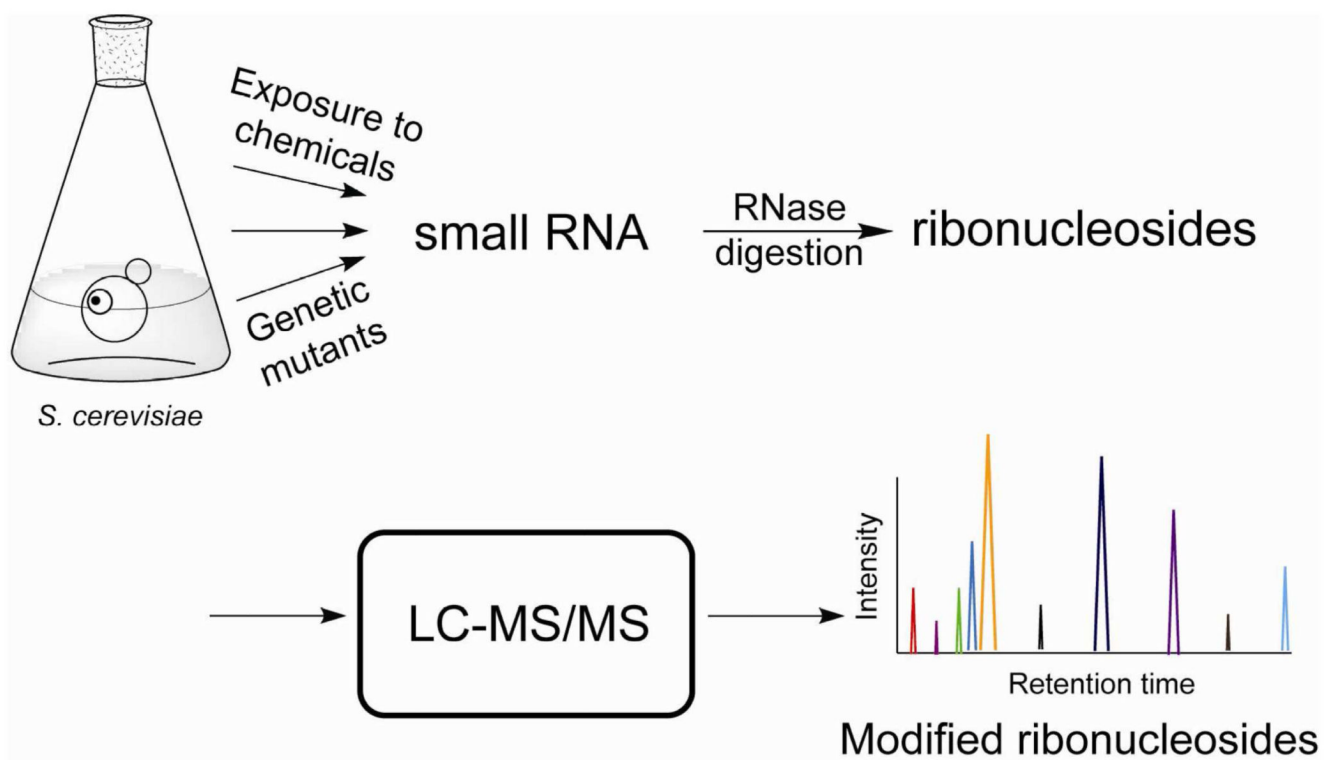 Exposure to
chemicals
small RNA
RNase
digestion
ribonucleosides
Genetic
mutants
S. cerevisiae
LC-MS/MS
Intensity
Retention time
Modified ribonucleosides